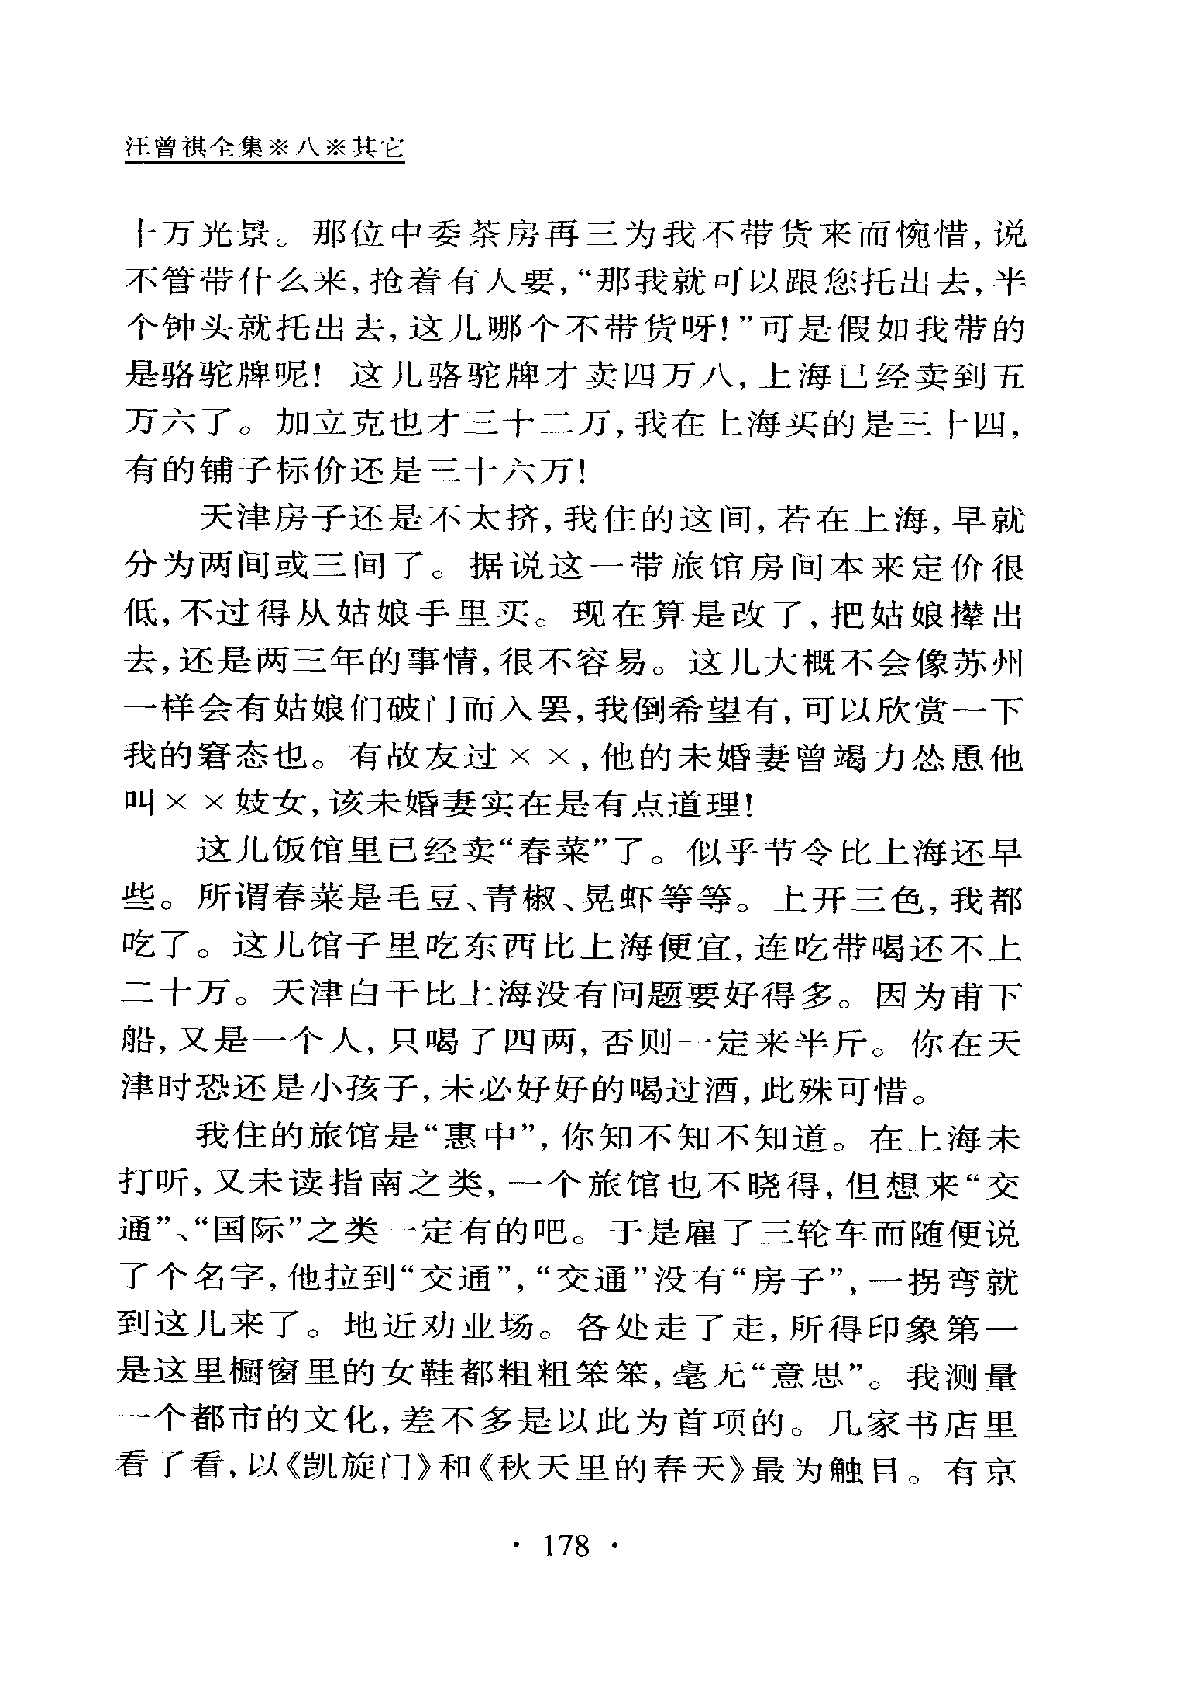 汪曾祺全集※八※其它
十万光景。那位中委茶房再三为我不带货来而惋惜,说
不管带什么来,抢着有人要,“那我就可以跟您托出去,半
个钟头就托出去,这儿哪个不带货呀!”可是假如我带的
是骆驼牌呢! 这儿骆驼牌才卖四万八,上海已经卖到五
万六了。加立克也才三十二万,我在上海买的是三十四,
有的铺子标价还是三十六万!
天津房子还是不太挤,我住的这间,若在上海,早就
分为两间或三间了。据说这一带旅馆房间本来定价很
低,不过得从姑娘手里买。现在算是改了,把姑娘撵出
去,还是两三年的事情,很不容易。这儿大概不会像苏州
一样会有姑娘们破门而入罢,我倒希望有,可以欣赏一下
我的窘态也。有故友过××,他的未婚妻曾竭力怂恿他
叫××妓女,该未婚妻实在是有点道理!
这儿饭馆里已经卖“春菜”了。似乎节令比上海还早
些。所谓春菜是毛豆、青椒、晃虾等等。上开三色,我都
吃了。这儿馆子里吃东西比上海便宜,连吃带喝还不上
二十万。天津白干比上海没有问题要好得多。因为甫下
船,又是一个人,只喝了四两,否则一定来半斤。你在天
津时恐还是小孩子,未必好好的喝过酒,此殊可惜。
我住的旅馆是“惠中”,你知不知不知道。在上海未
打听,又未读指南之类,一个旅馆也不晓得,但想来“交
通”、“国际”之类一定有的吧。于是雇了三轮车而随便说
了个名字,他拉到“交通”,“交通”没有“房子”,一拐弯就
到这儿来了。地近劝业场。各处走了走,所得印象第一
是这里橱窗里的女鞋都粗粗笨笨,毫无“意思”。我测量
一个都市的文化,差不多是以此为首项的。几家书店里
看了看,以《凯旋门》和《秋天里的春天》最为触目。有京
· 178 ·